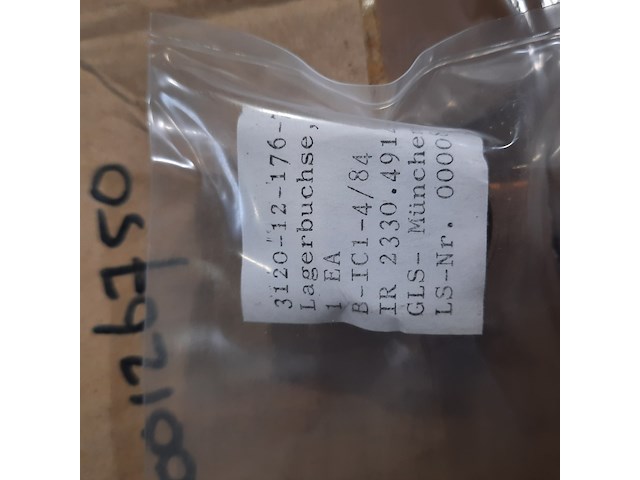 3120-12-176-
Lagerbuchse,
1 EA
B-TC1-4/84
IR 2330.491
GLS- Münche
LS-Nr. 0000